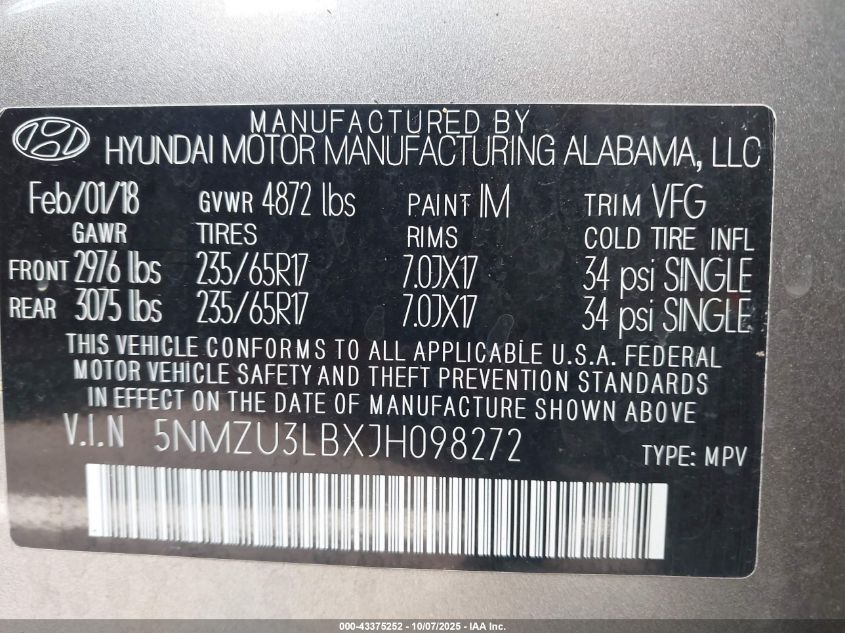 MANUFACTURED BY
HYUNDAI MOTOR MANUFACTURING ALABAMA, LLC
Feb/01/18 GVWR 4872 lbs PAINT IM TRIM VFG
GAWR TIRES RIMS COLD TIRE INFL
FRONT 2976 lbs 235/65R17 7.0JX17 34 psi SINGLE
REAR 3075 lbs 235/65R17 7.0JX17 34 psi SINGLE
THIS VEHICLE CONFORMS TO ALL APPLICABLE U.S.A. FEDERAL
MOTOR VEHICLE SAFETY AND THEFT PREVENTION STANDARDS
IN EFFECT ON THE DATE OF MANUFACTURE SHOWN ABOVE
V.I.N 5NMZU3LBXJH098272 TYPE: MPV
000-43375252 - 10/07/2025 - IAA Inc.